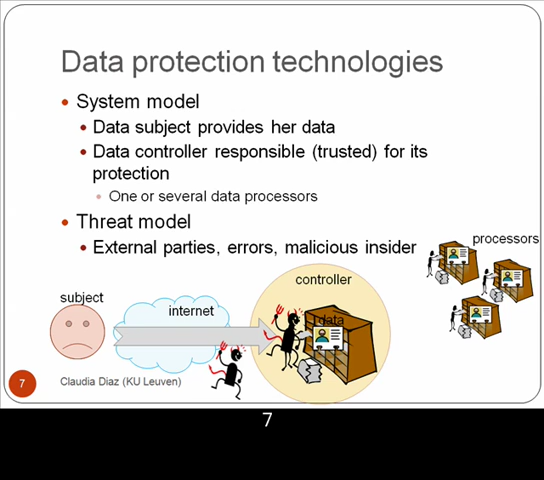 Data protection technologies
System model
Data subject provides her data
Data controller responsible (trusted) for its
protection
One or several data processors
Threat model
External parties, errors, malicious insider
processors
controller
subject
internet
data
7
Claudia Diaz (KU Leuven)
7